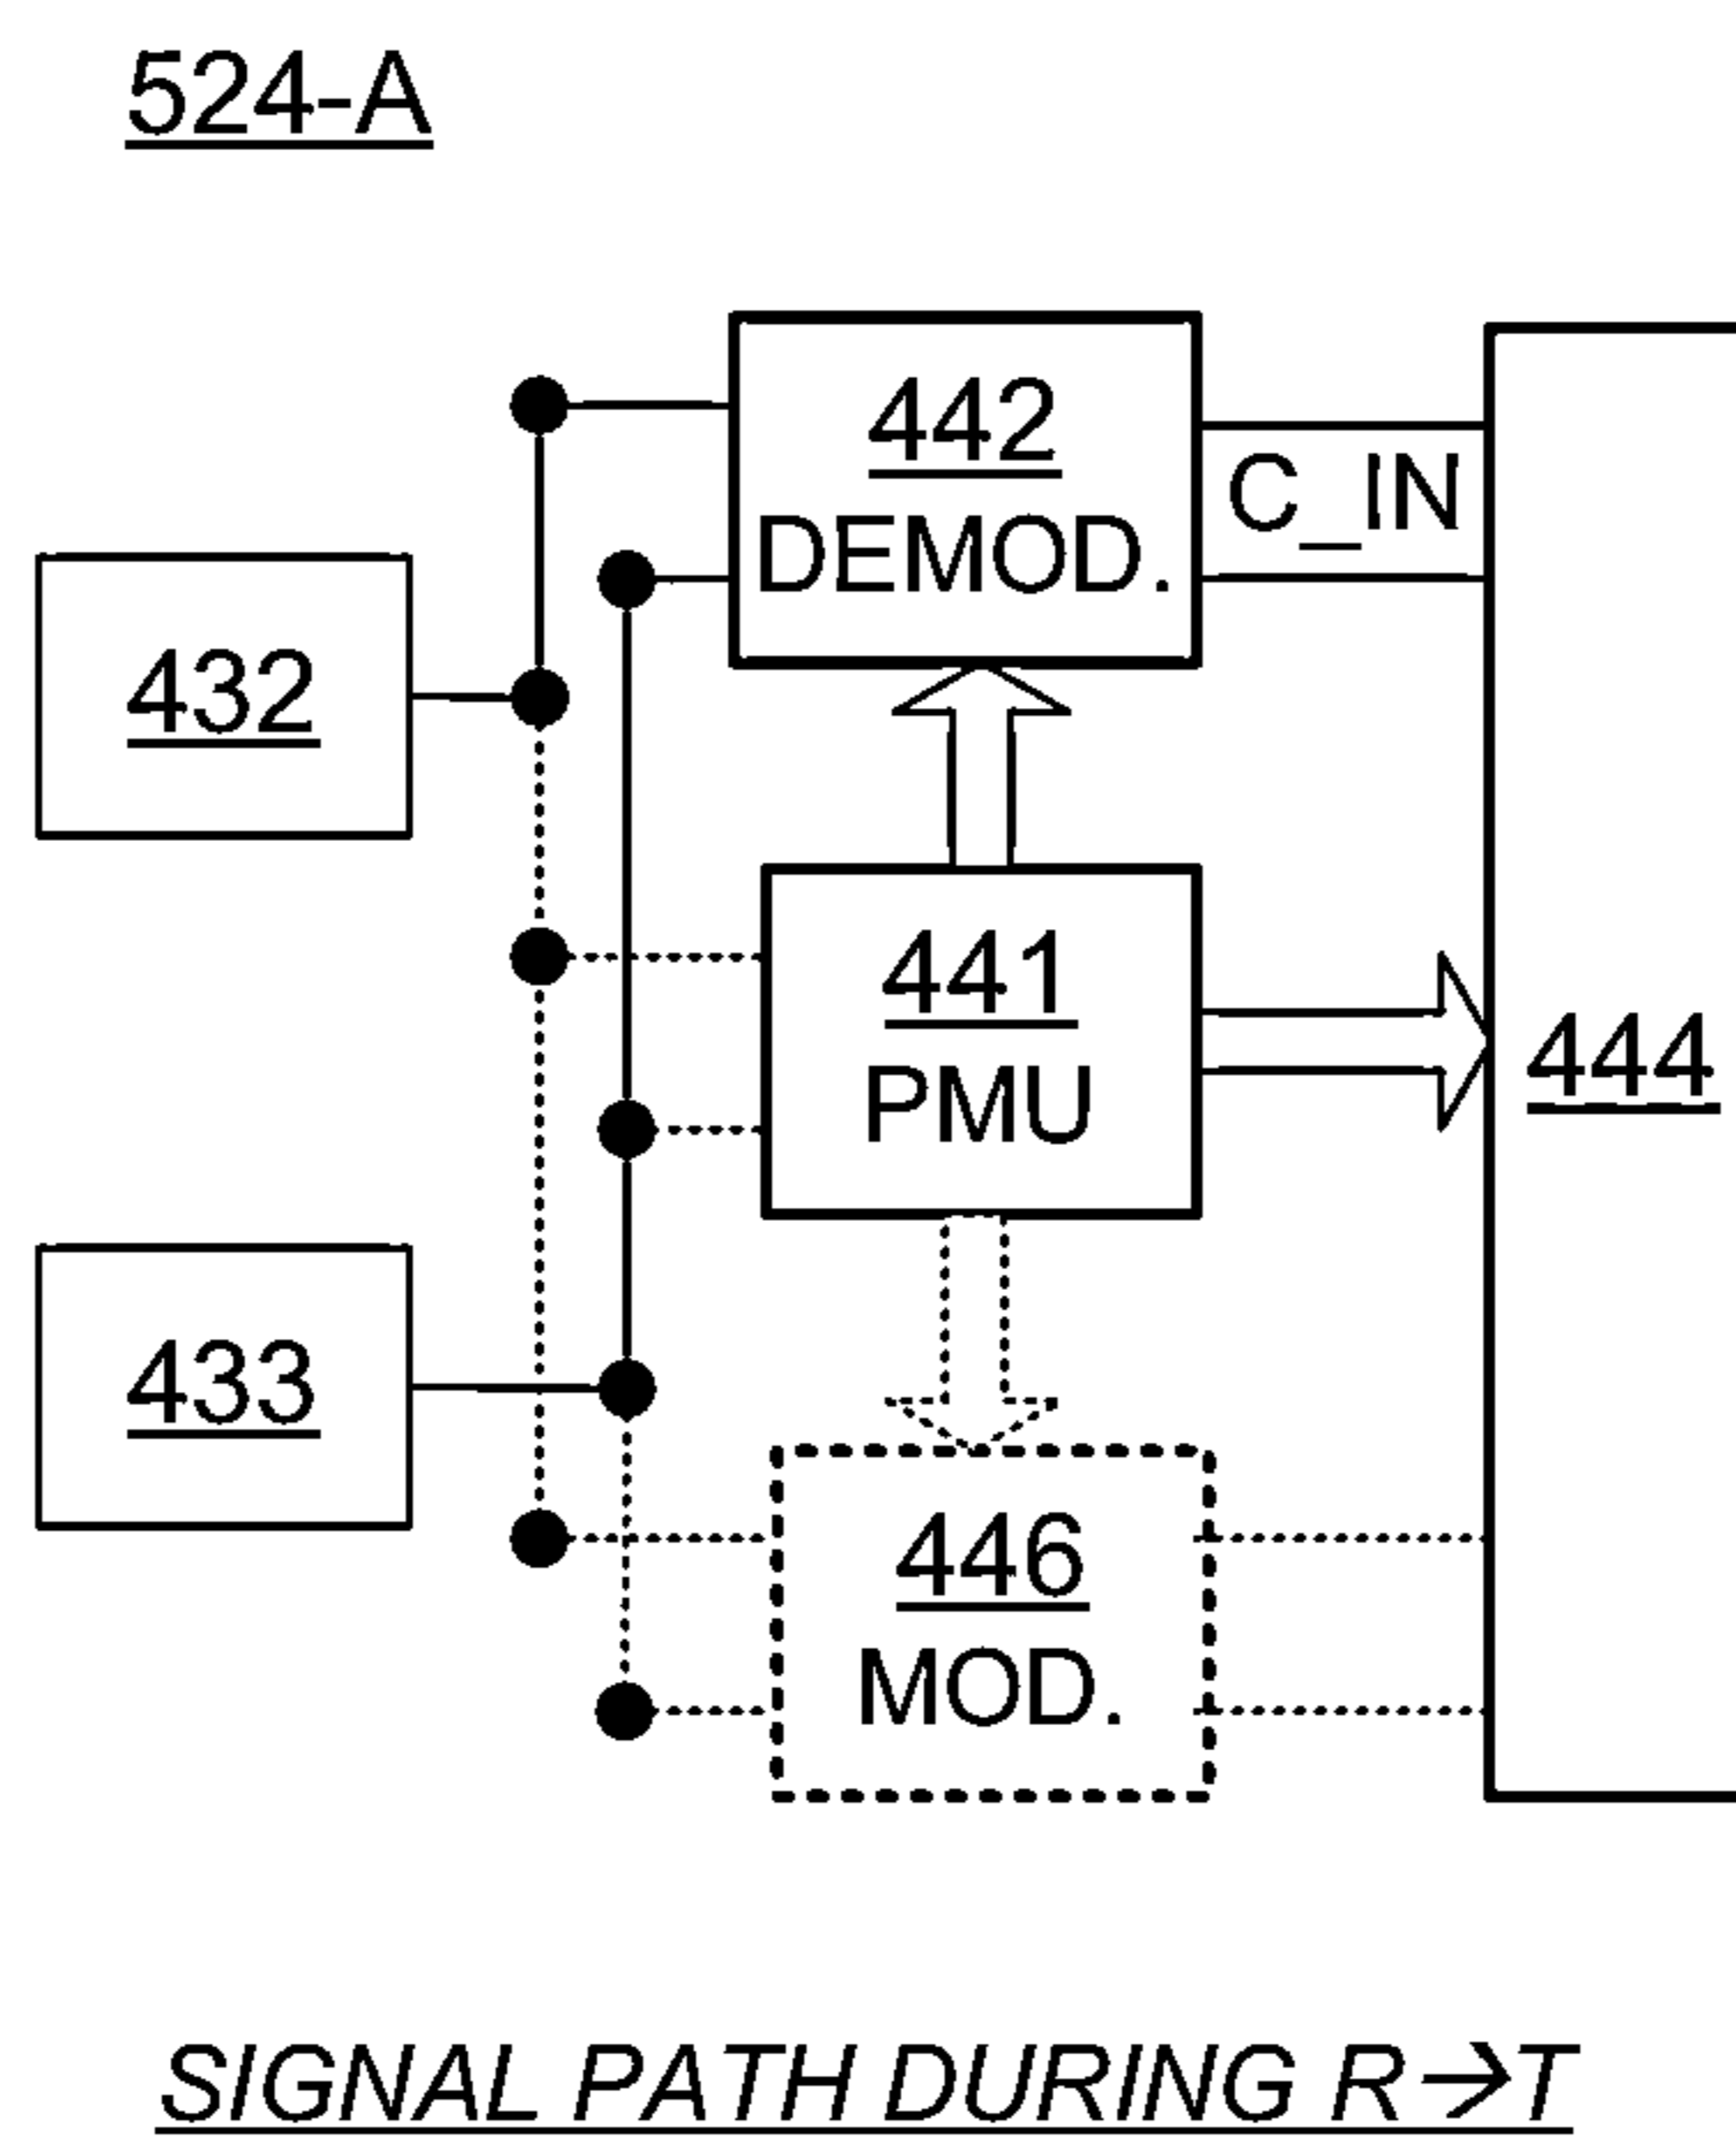 524-A
442
DEMOD.
C_IN
432
441
PMU
444
433
446
MOD.
SIGNAL PATH DURING R→T